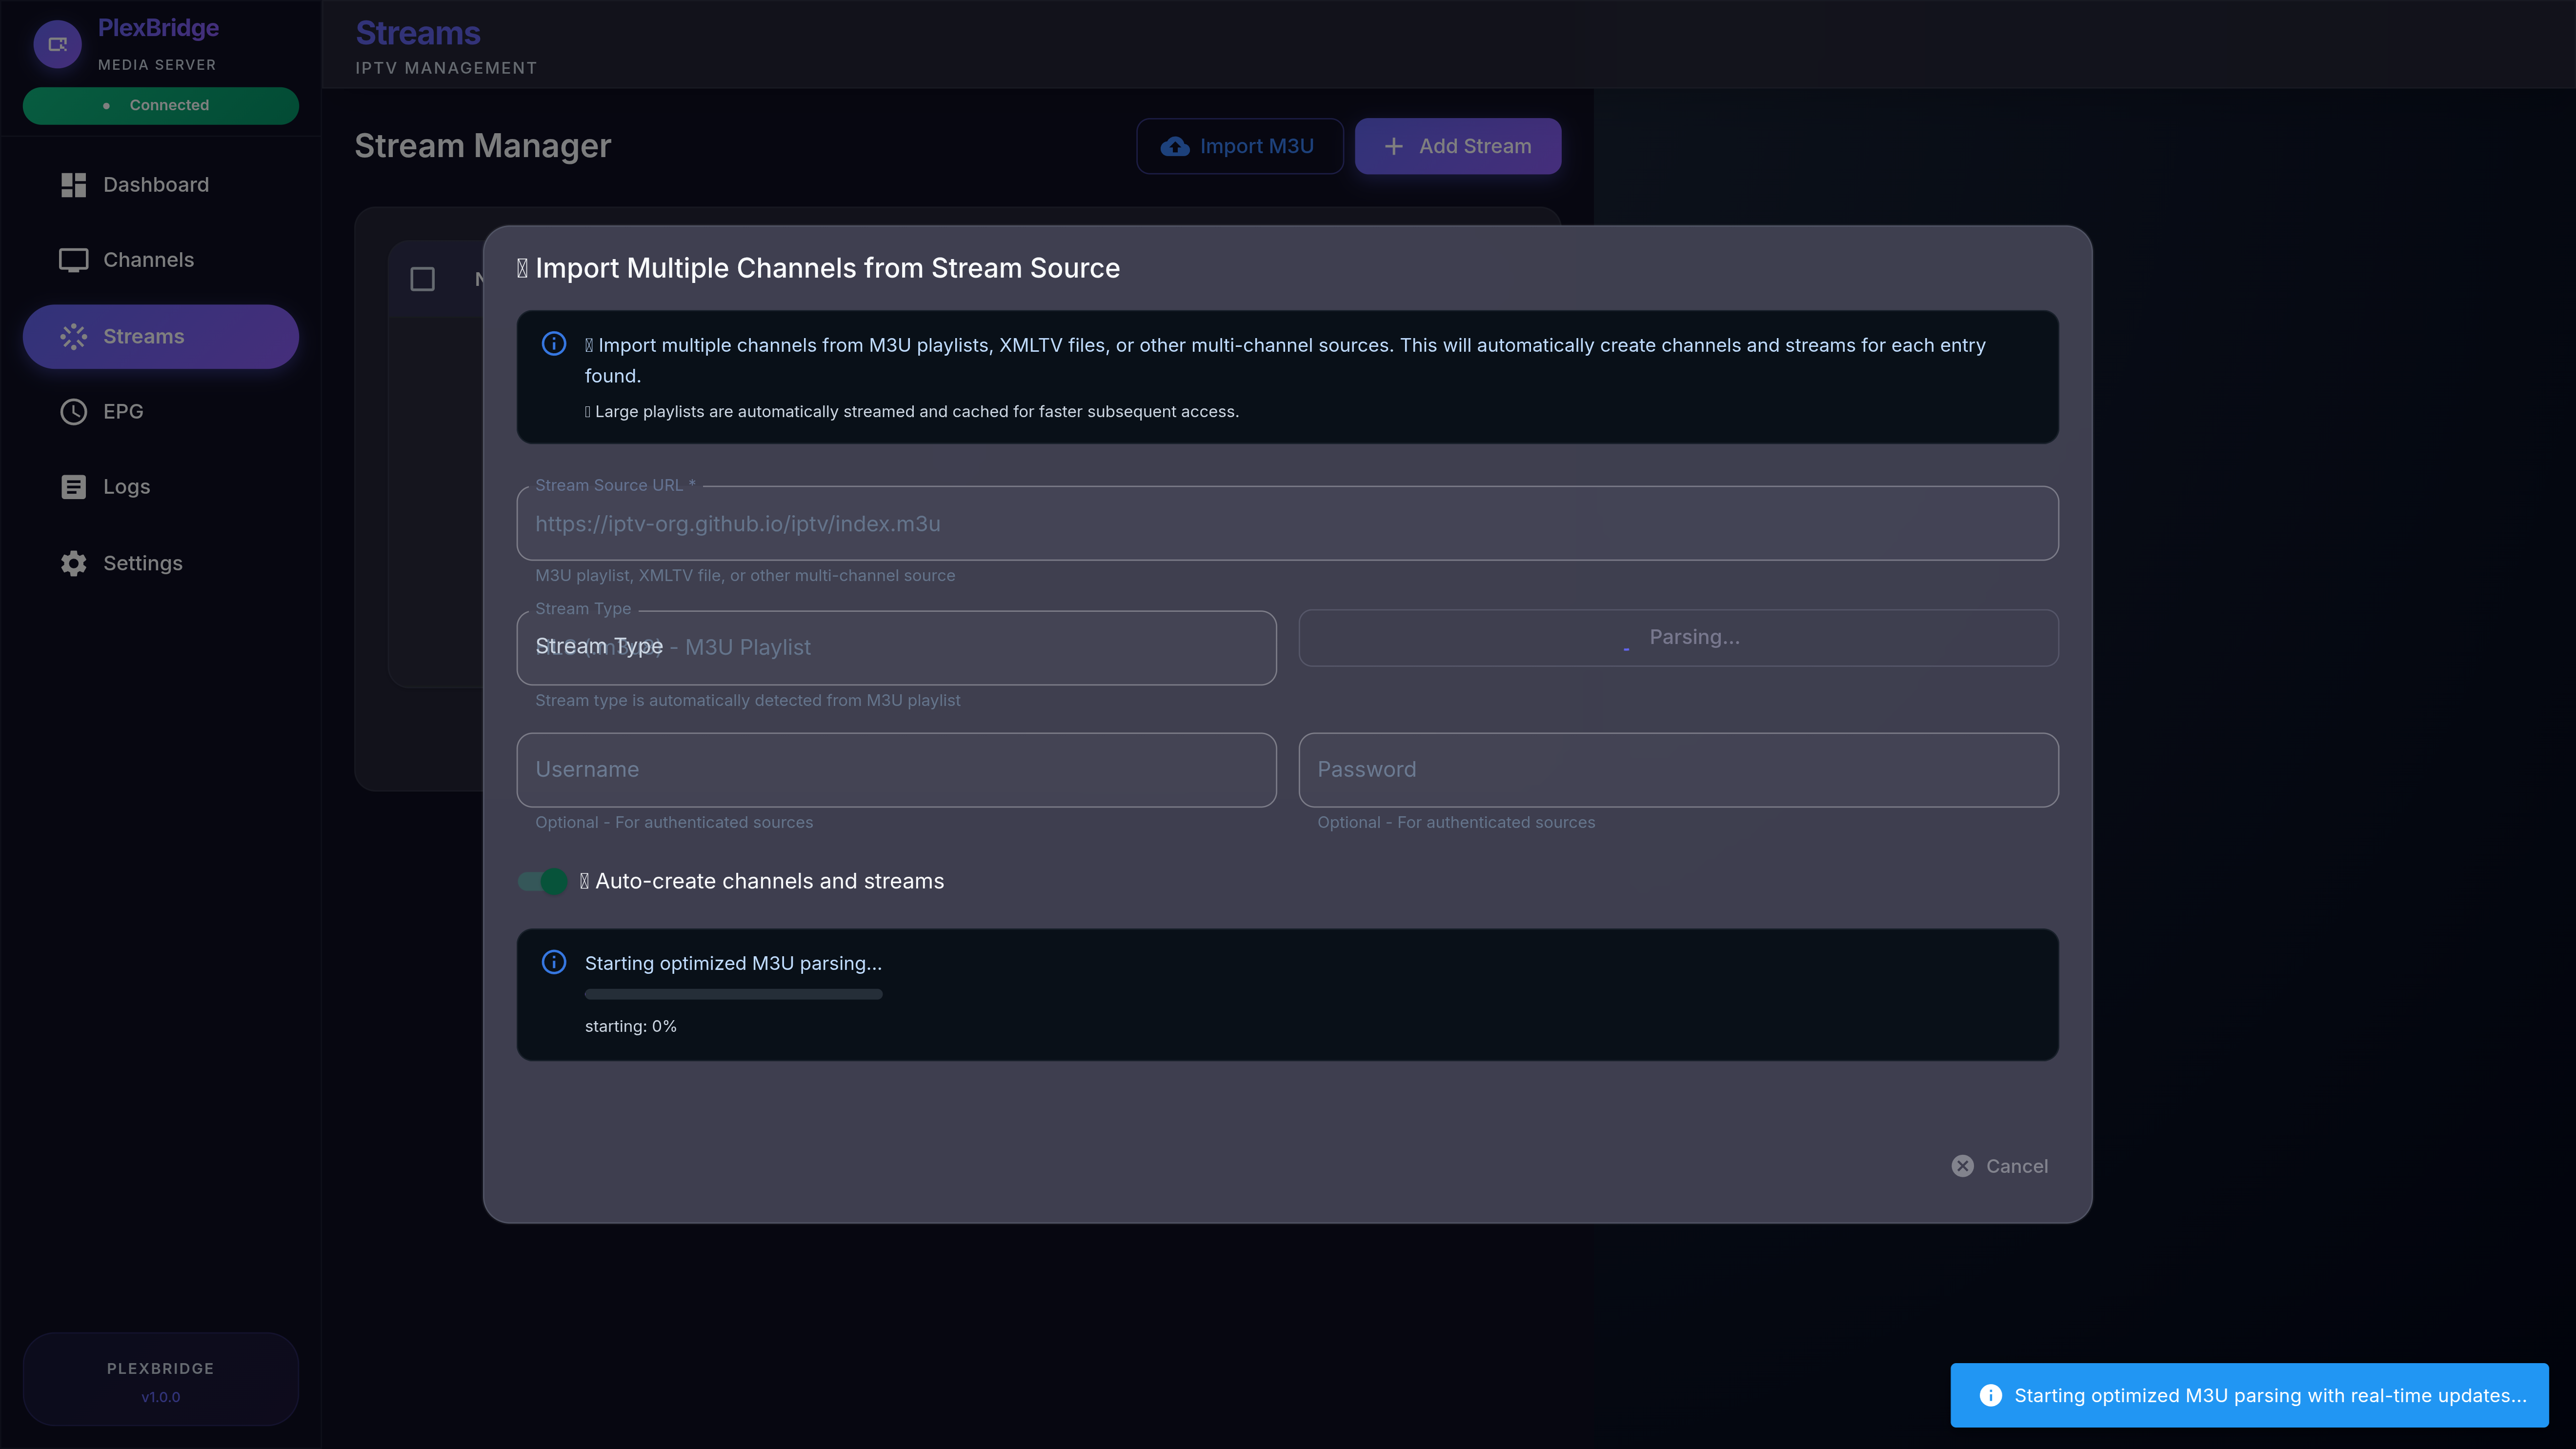 PlexBridge
MEDIA SERVER
Connected
Dashboard
Channels
Streams
EPG
Logs
Settings
PLEXBRIDGE
v1.0.0
Streams
IPTV MANAGEMENT
Stream Manager
Import M3U
Add Stream
Import Multiple Channels from Stream Source
Import multiple channels from M3U playlists, XMLTV files, or other multi-channel sources. This will automatically create channels and streams for each entry
found.
Large playlists are automatically streamed and cached for faster subsequent access.
Stream Source URL *
https://iptv-org.github.io/iptv/index.m3u
M3U playlist, XMLTV file, or other multi-channel source
Stream Type
Stream Type
- M3U Playlist
Stream type is automatically detected from M3U playlist
Parsing...
Username
Optional - For authenticated sources
Password
Optional - For authenticated sources
Auto-create channels and streams
Starting optimized M3U parsing...
starting: 0%
Cancel
Starting optimized M3U parsing with real-time updates...